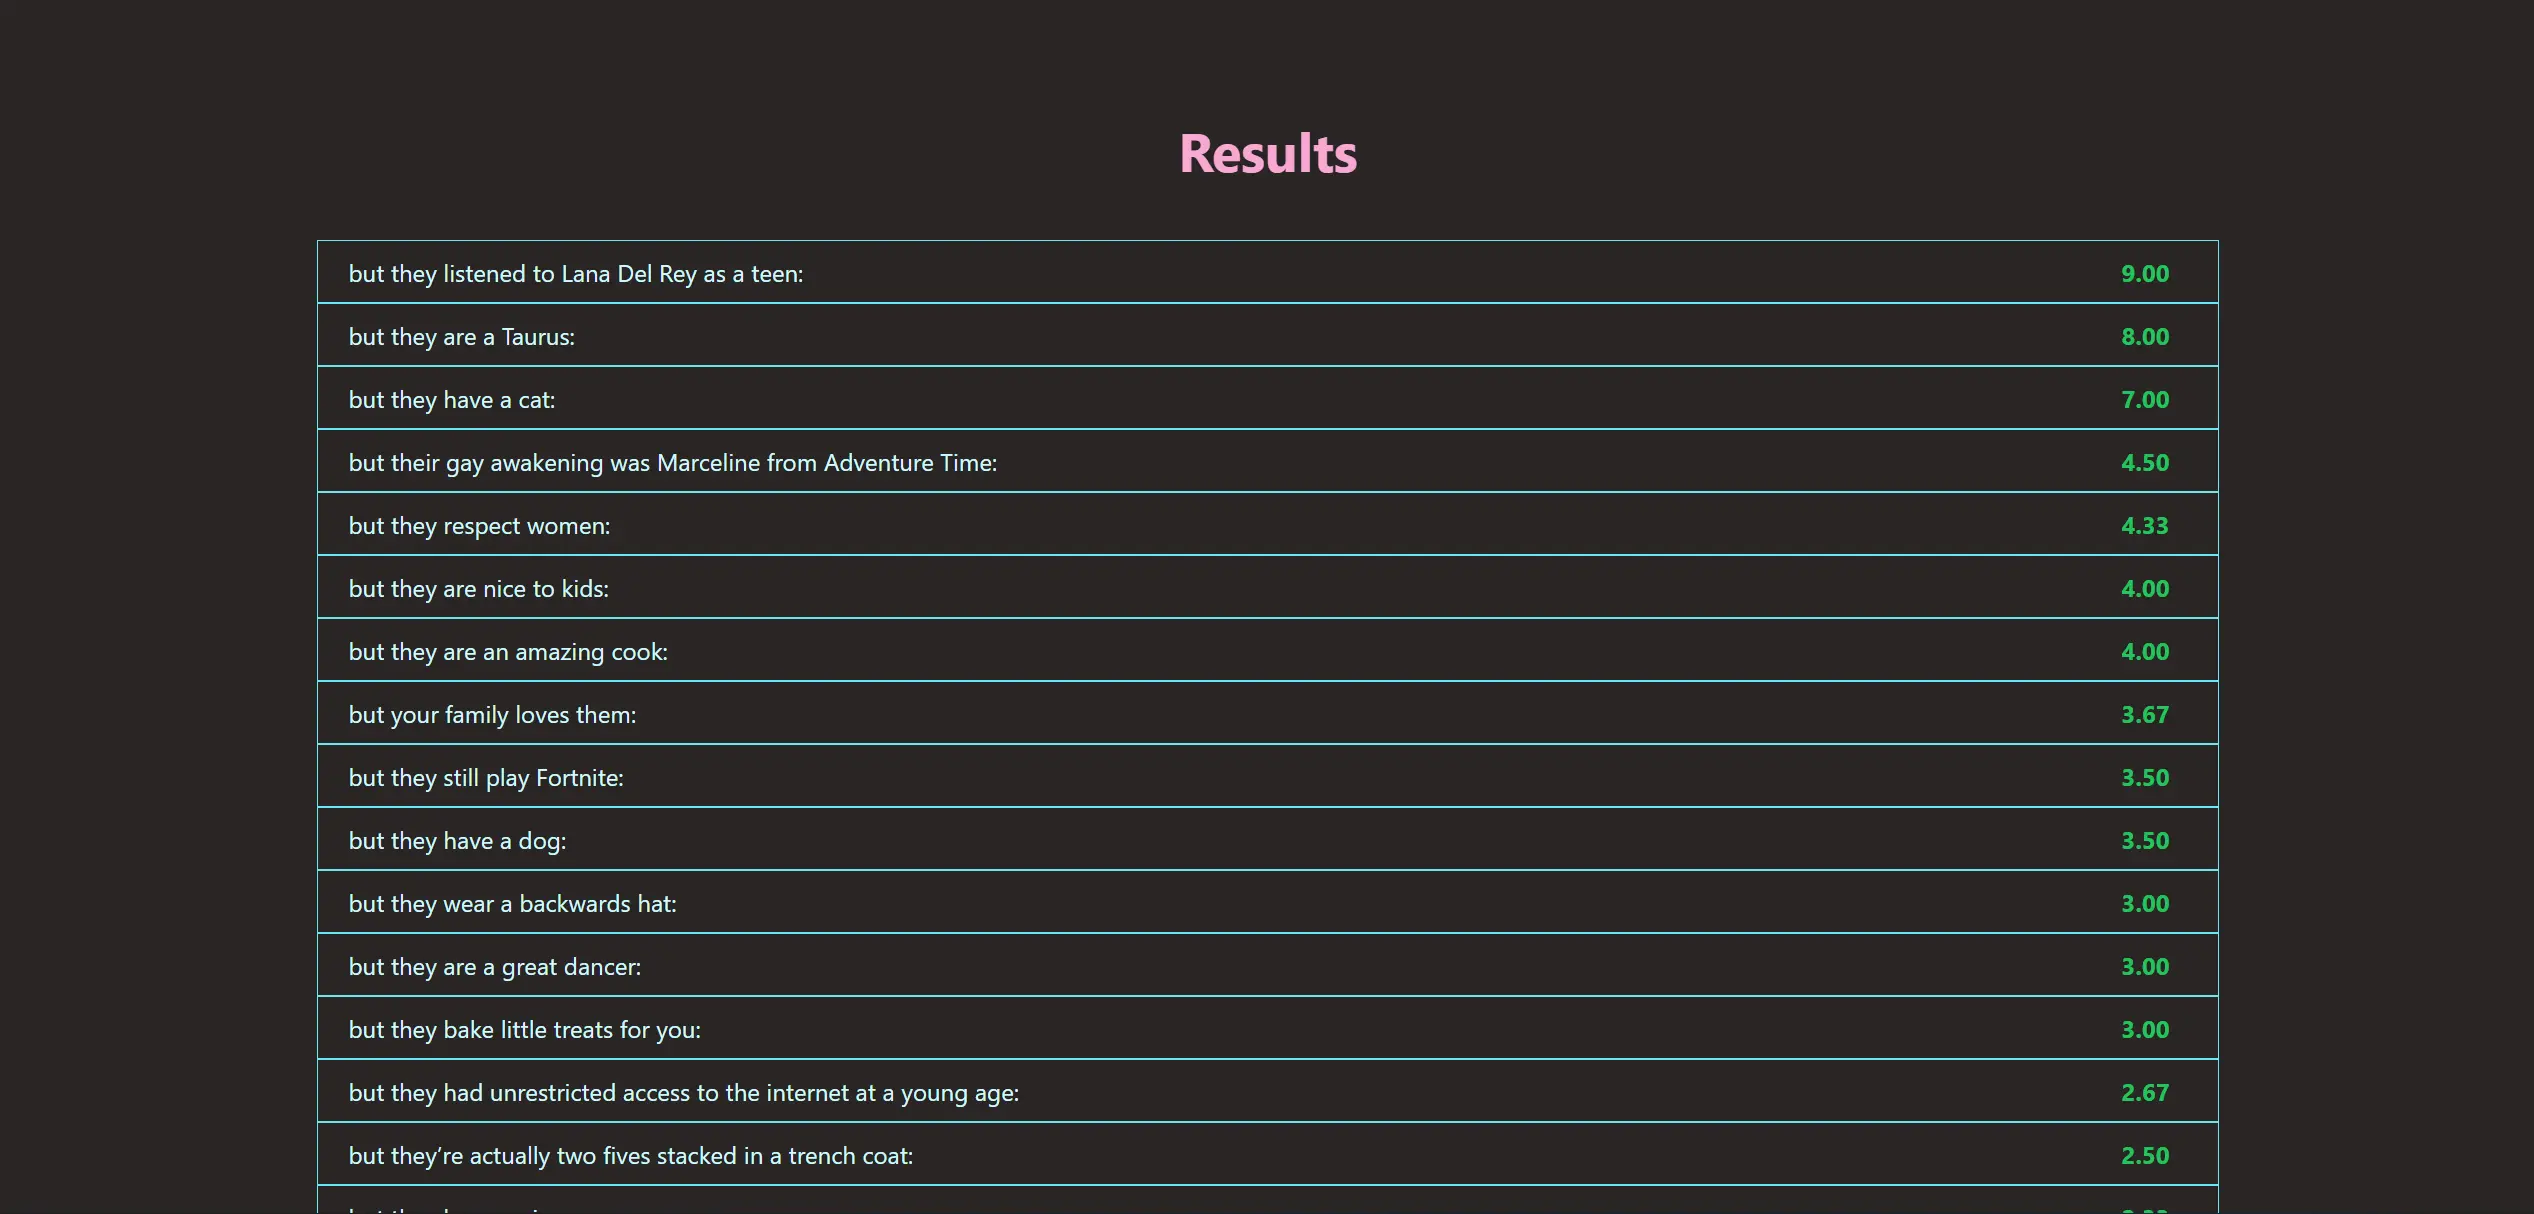 Results
but they listened to Lana Del Rey as a teen: 9.00
but they are a Taurus: 8.00
but they have a cat: 7.00
but their gay awakening was Marceline from Adventure Time: 4.50
but they respect women: 4.33
but they are nice to kids: 4.00
but they are an amazing cook: 4.00
but your family loves them: 3.67
but they still play Fortnite: 3.50
but they have a dog: 3.50
but they wear a backwards hat: 3.00
but they are a great dancer: 3.00
but they bake little treats for you: 3.00
but they had unrestricted access to the internet at a young age: 2.67
but they’re actually two fives stacked in a trench coat: 2.50